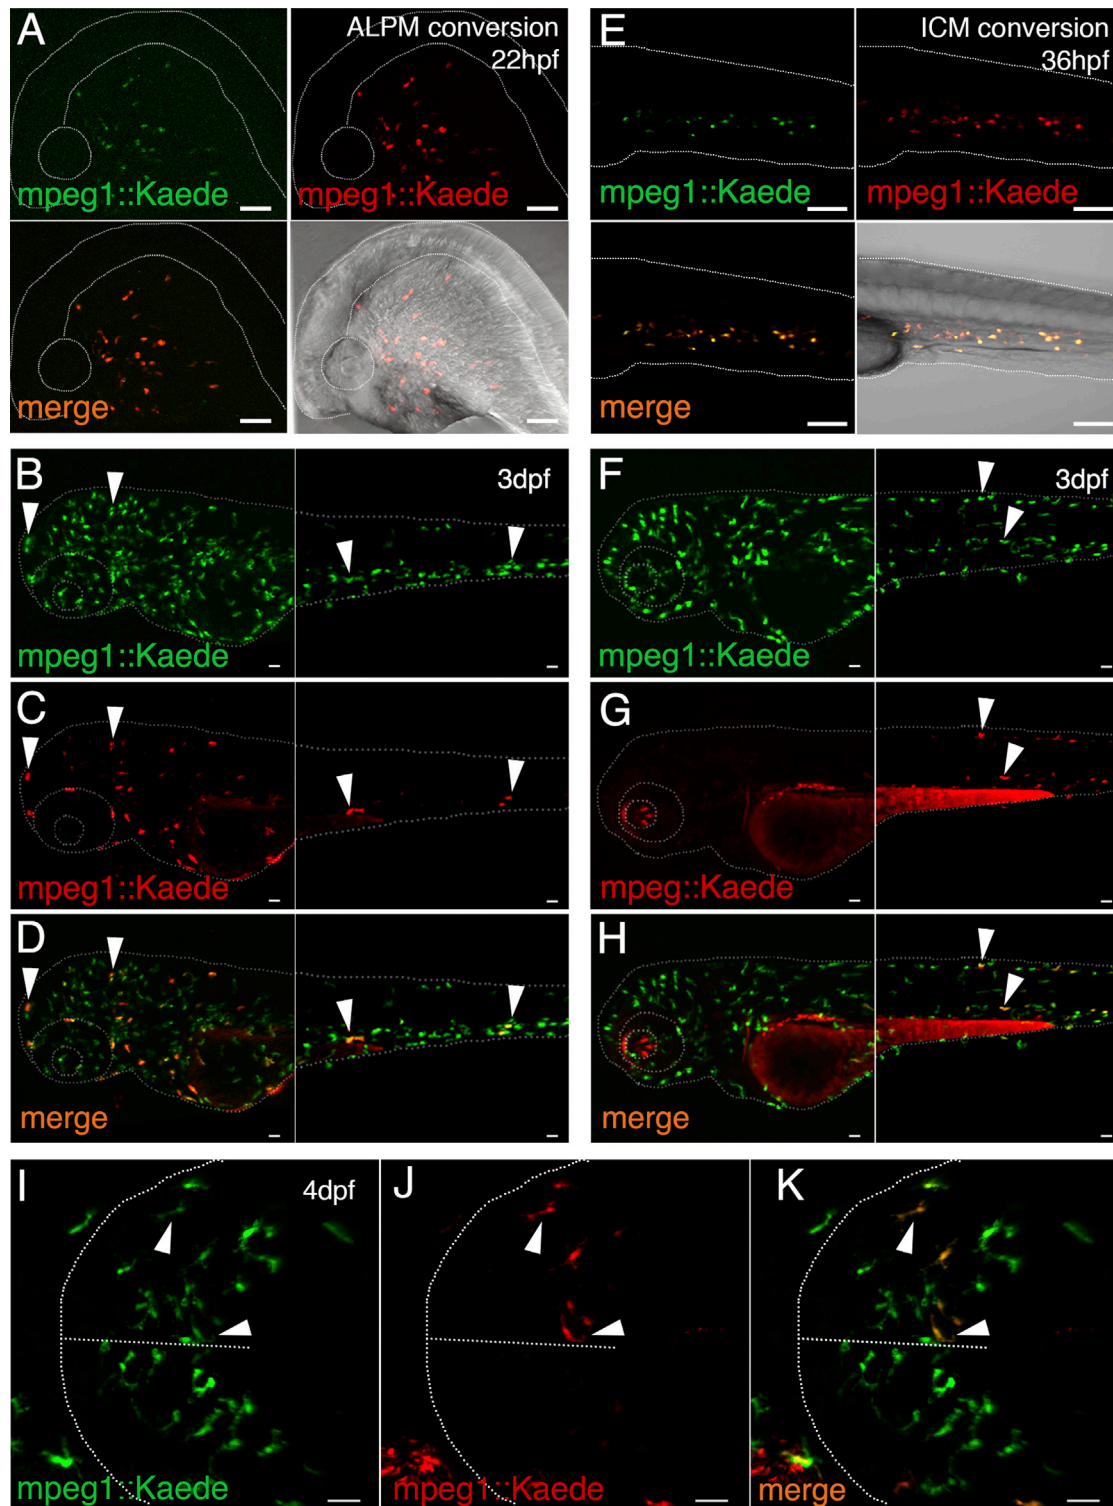 A
ALPM conversion
22hpf
mpeg1::Kaede
mpeg1::Kaede
merge
E
ICM conversion
36hpf
mpeg1::Kaede
mpeg1::Kaede
merge
B
3dpf
mpeg1::Kaede
C
mpeg1::Kaede
D
merge
F
3dpf
mpeg1::Kaede
G
mpeg::Kaede
H
merge
I
4dpf
mpeg1::Kaede
J
mpeg1::Kaede
K
merge